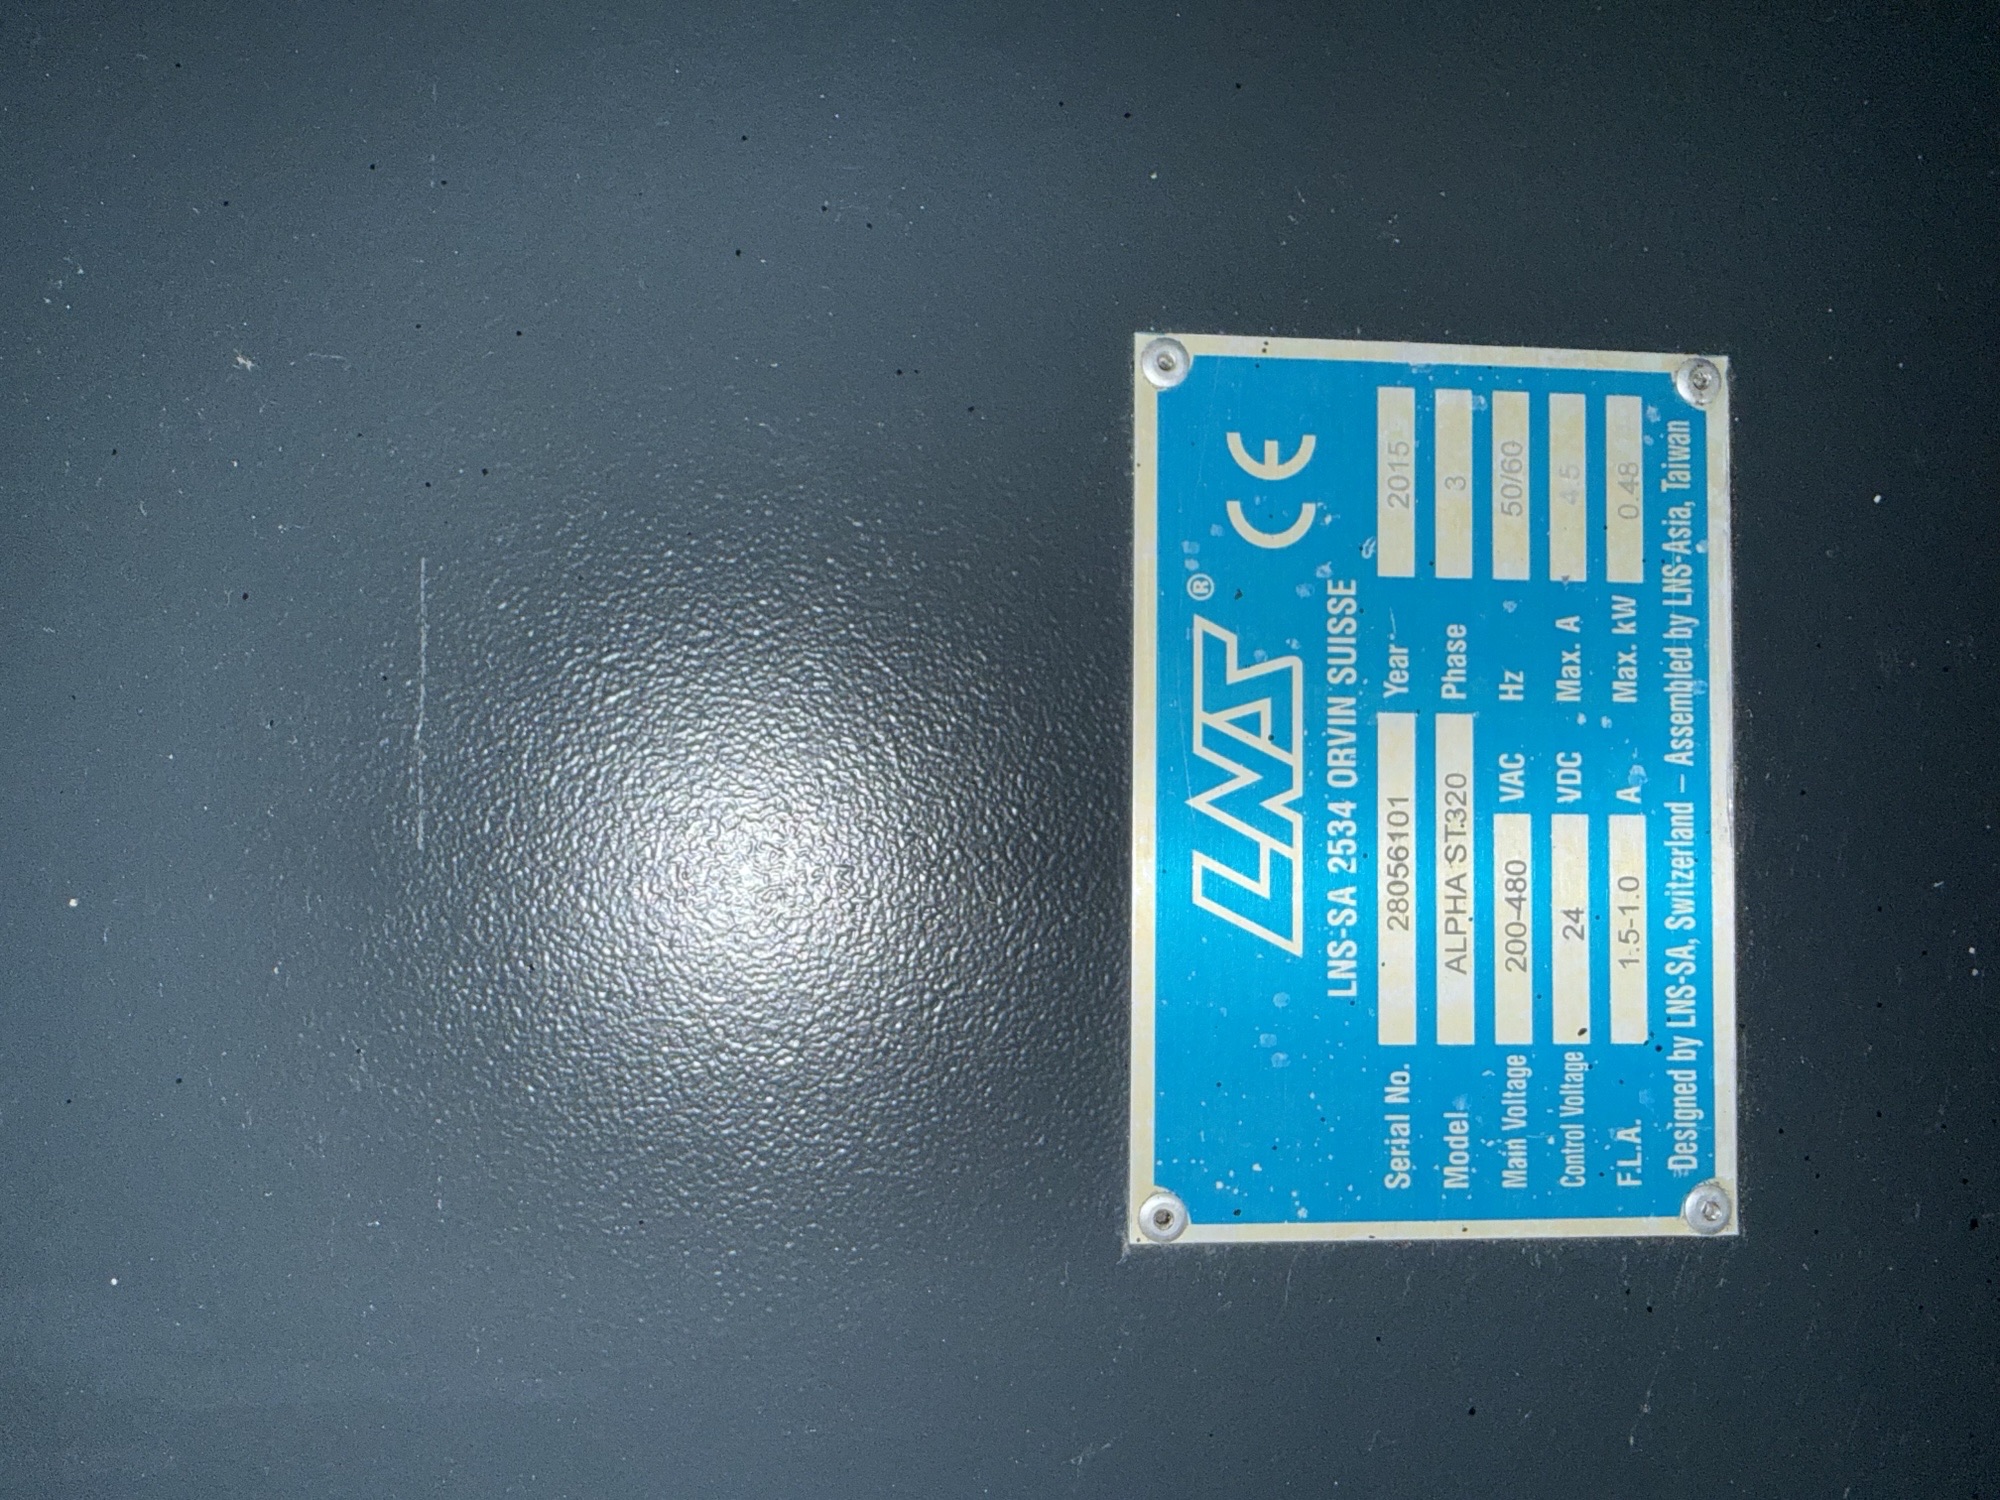 LNS®
CE
LNS-SA 2534 ORVIN SUISSE
Serial No. 28056101 Year 2015
Model ALPHA ST320 Phase 3
Main Voltage 200-480 VAC Hz 50/60
Control Voltage 24 VDC Max. A 4.5
F.L.A. 1.5-1.0 A Max. kW 0.48
Designed by LNS-SA, Switzerland – Assembled by LNS-Asia, Taiwan